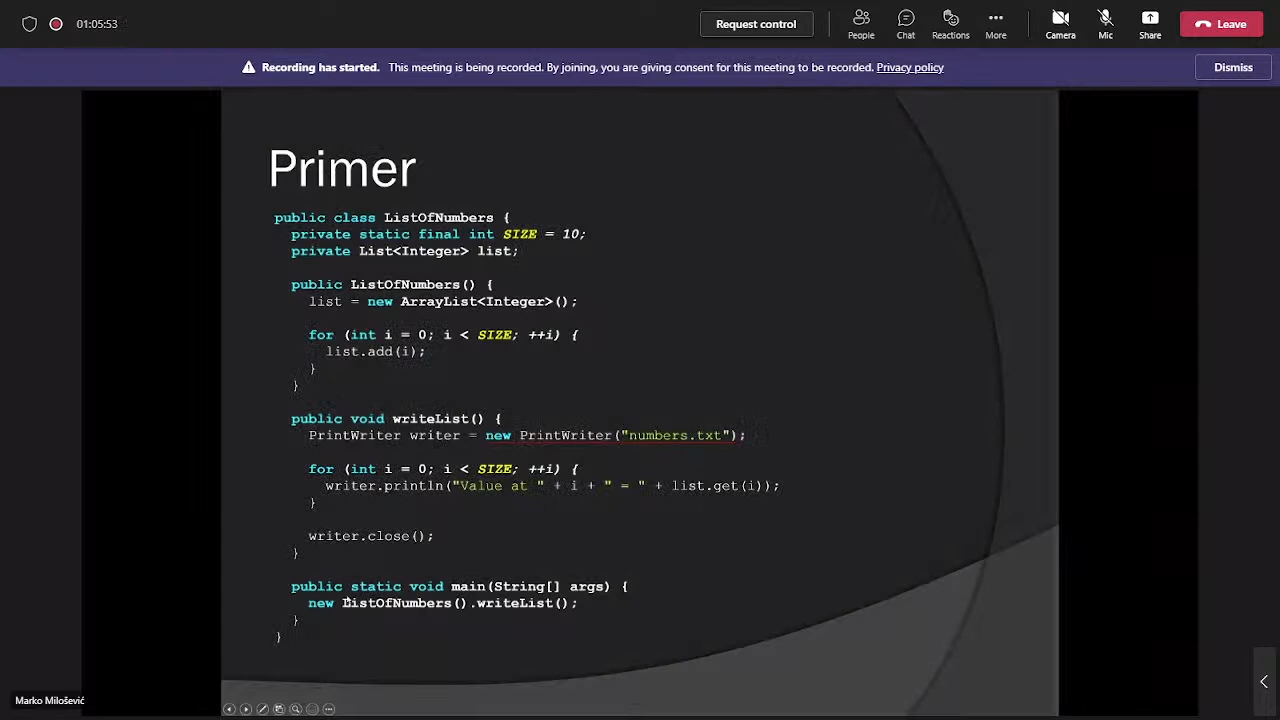 01:05:53
Request control
People
Chat
Reactions
More
Camera
Mic
Share
Leave
Recording has started. This meeting is being recorded. By joining, you are giving consent for this meeting to be recorded. Privacy policy
Dismiss
Primer
public class ListOfNumbers {
private static final int SIZE = 10;
private List<Integer> list;
public ListOfNumbers() {
list = new ArrayList<Integer>();
for (int i = 0; i < SIZE; ++i) {
list.add(i);
}
}
public void writeList() {
PrintWriter writer = new PrintWriter("numbers.txt");
for (int i = 0; i < SIZE; ++i) {
writer.println("Value at " + i + " = " + list.get(i));
}
writer.close();
}
public static void main(String[] args) {
new ListOfNumbers().writeList();
}
}
Marko Milošević